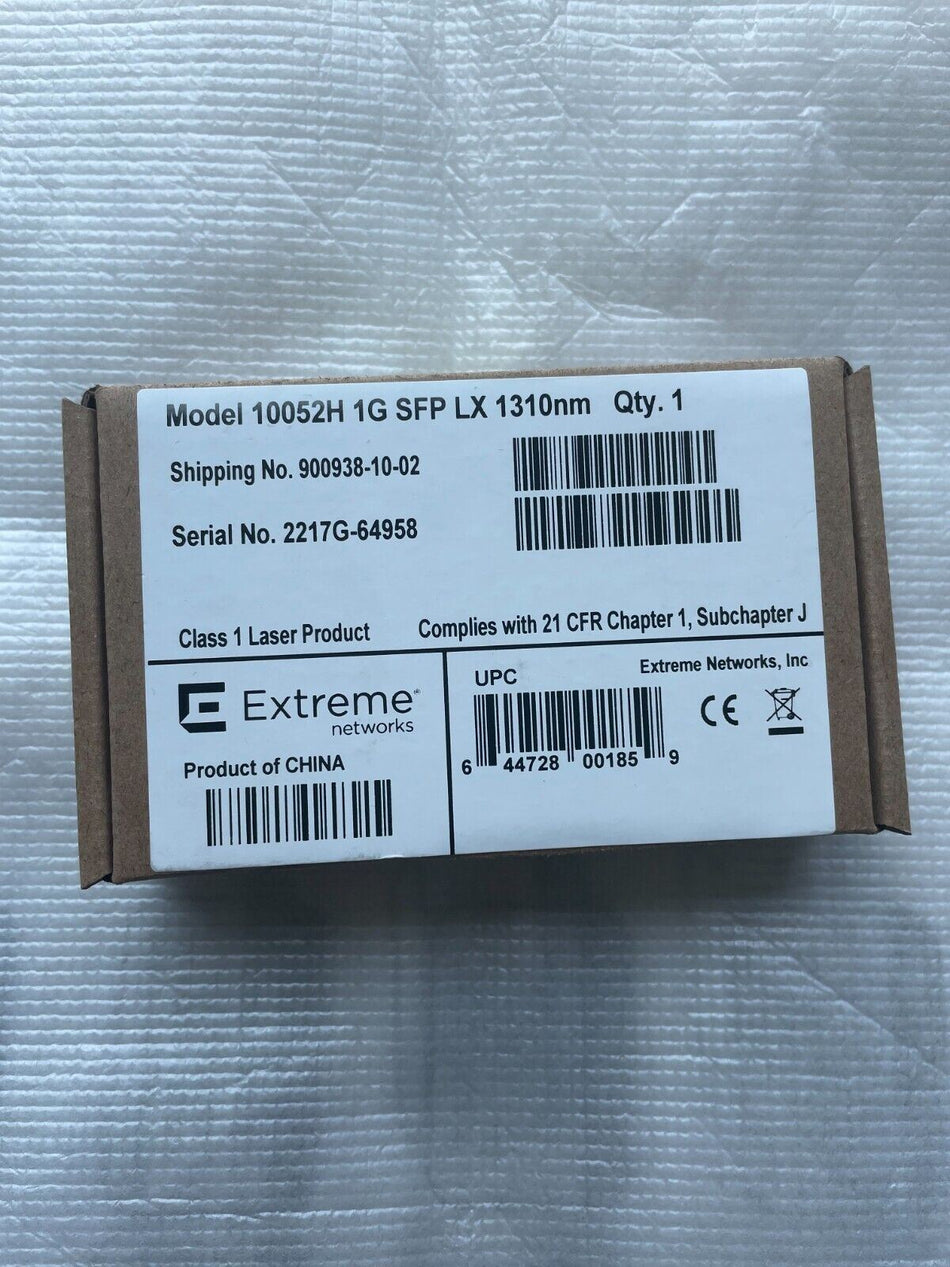 Model 10052H 1G SFP LX 1310nm Qty. 1
Shipping No. 900938-10-02
Serial No. 2217G-64958
Class 1 Laser Product Complies with 21 CFR Chapter 1, Subchapter J
Extreme
networks
Product of CHINA
UPC
Extreme Networks, Inc
CE
6 44728 00185 9